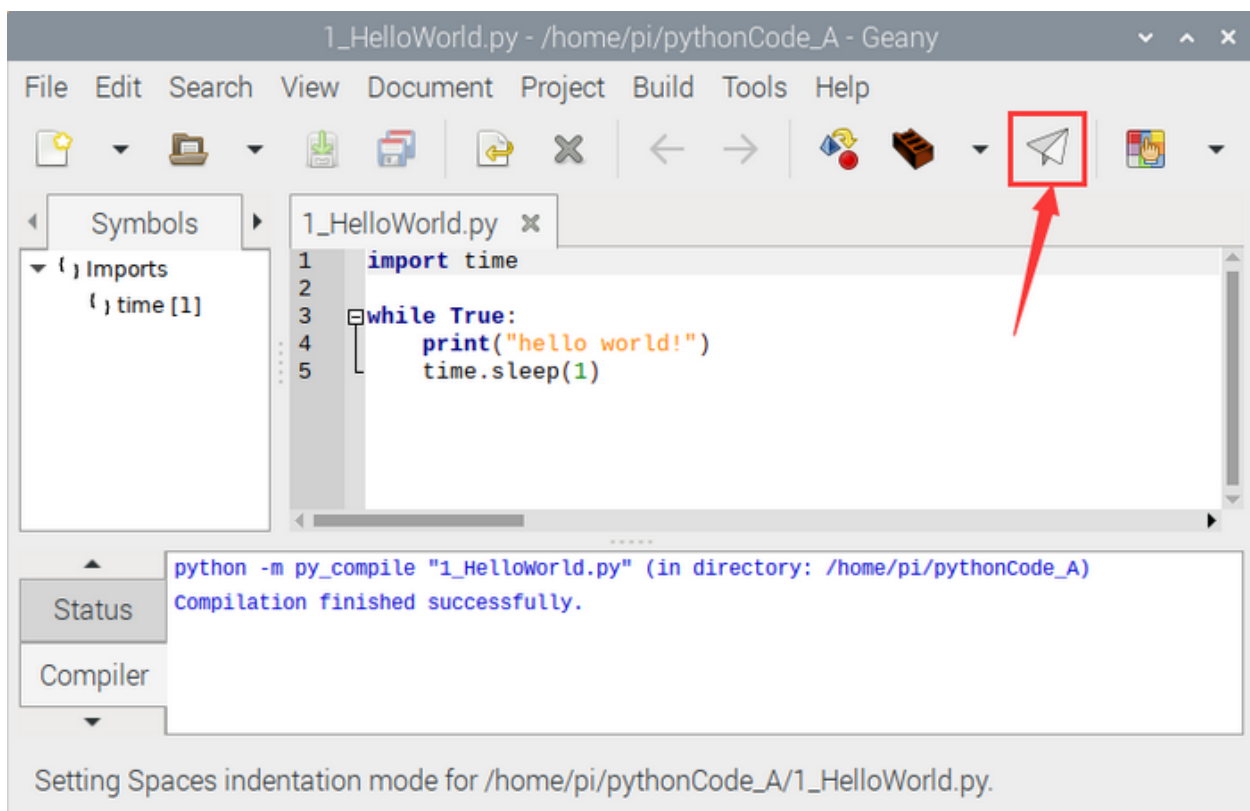 1_HelloWorld.py - /home/pi/pythonCode_A - Geany
File Edit Search View Document Project Build Tools Help
Symbols
1_HelloWorld.py
Imports
time [1]
1 import time
2
3 while True:
4 print("hello world!")
5 time.sleep(1)
Status
Compiler
python -m py_compile "1_HelloWorld.py" (in directory: /home/pi/pythonCode_A)
Compilation finished successfully.
Setting Spaces indentation mode for /home/pi/pythonCode_A/1_HelloWorld.py.